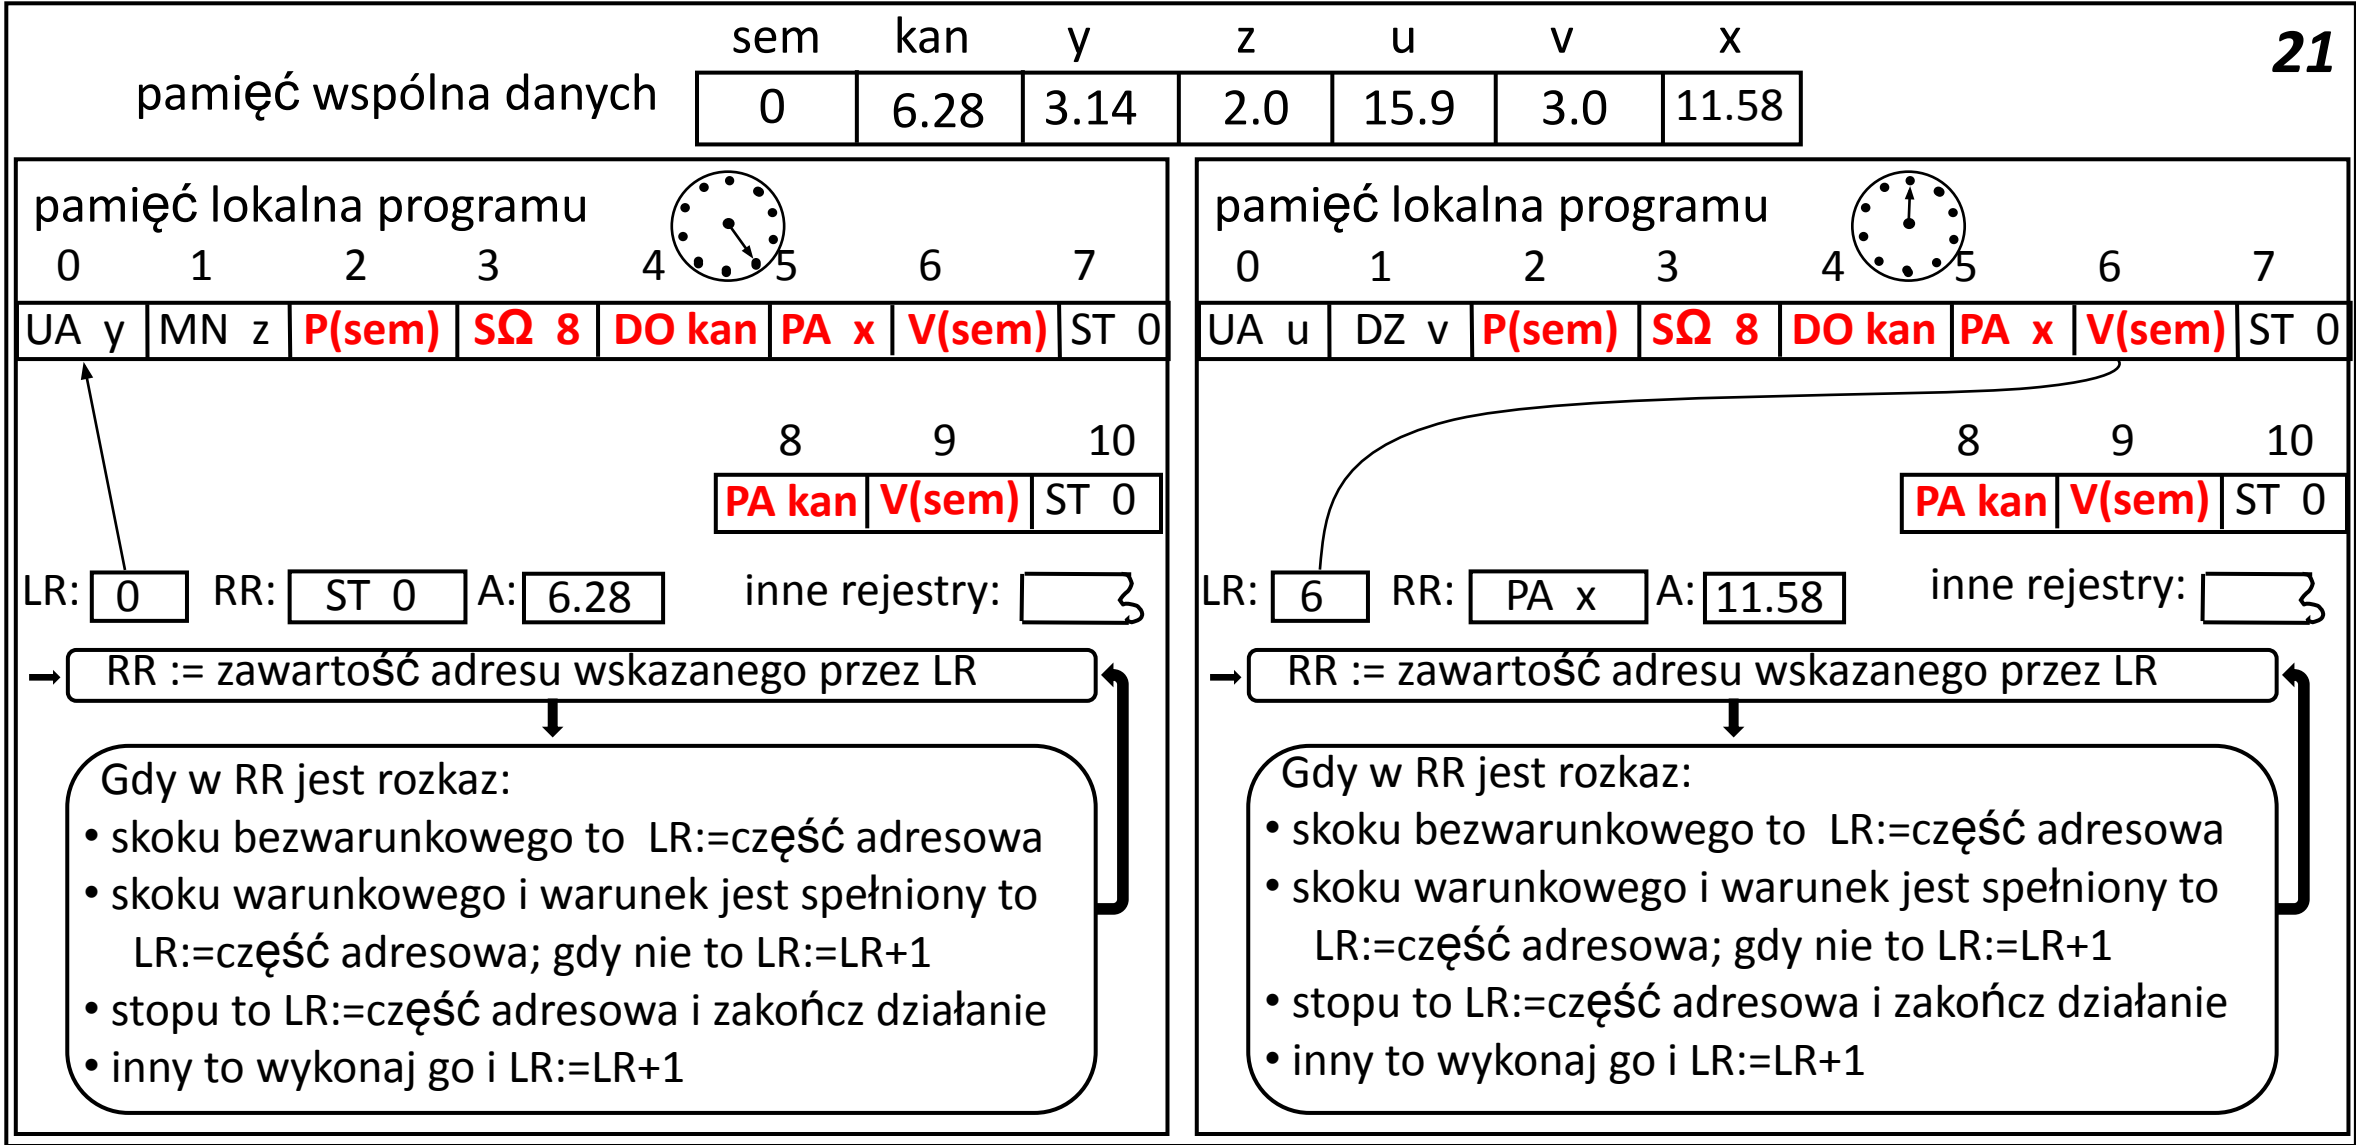 21
sem kan y z u v x
pamięć wspólna danych 0 6.28 3.14 2.0 15.9 3.0 11.58
pamięć lokalna programu
0 1 2 3 4 5 6 7
UA y MN z P(sem) SΩ 8 DO kan PA x V(sem) ST 0
8 9 10
PA kan V(sem) ST 0
LR: 0 RR: ST 0 A: 6.28 inne rejestry:
RR := zawartość adresu wskazanego przez LR
Gdy w RR jest rozkaz:
• skoku bezwarunkowego to LR:=część adresowa
• skoku warunkowego i warunek jest spełniony to
LR:=część adresowa; gdy nie to LR:=LR+1
• stopu to LR:=część adresowa i zakończ działanie
• inny to wykonaj go i LR:=LR+1
pamięć lokalna programu
0 1 2 3 4 5 6 7
UA u DZ v P(sem) SΩ 8 DO kan PA x V(sem) ST 0
8 9 10
PA kan V(sem) ST 0
LR: 6 RR: PA x A: 11.58 inne rejestry:
RR := zawartość adresu wskazanego przez LR
Gdy w RR jest rozkaz:
• skoku bezwarunkowego to LR:=część adresowa
• skoku warunkowego i warunek jest spełniony to
LR:=część adresowa; gdy nie to LR:=LR+1
• stopu to LR:=część adresowa i zakończ działanie
• inny to wykonaj go i LR:=LR+1